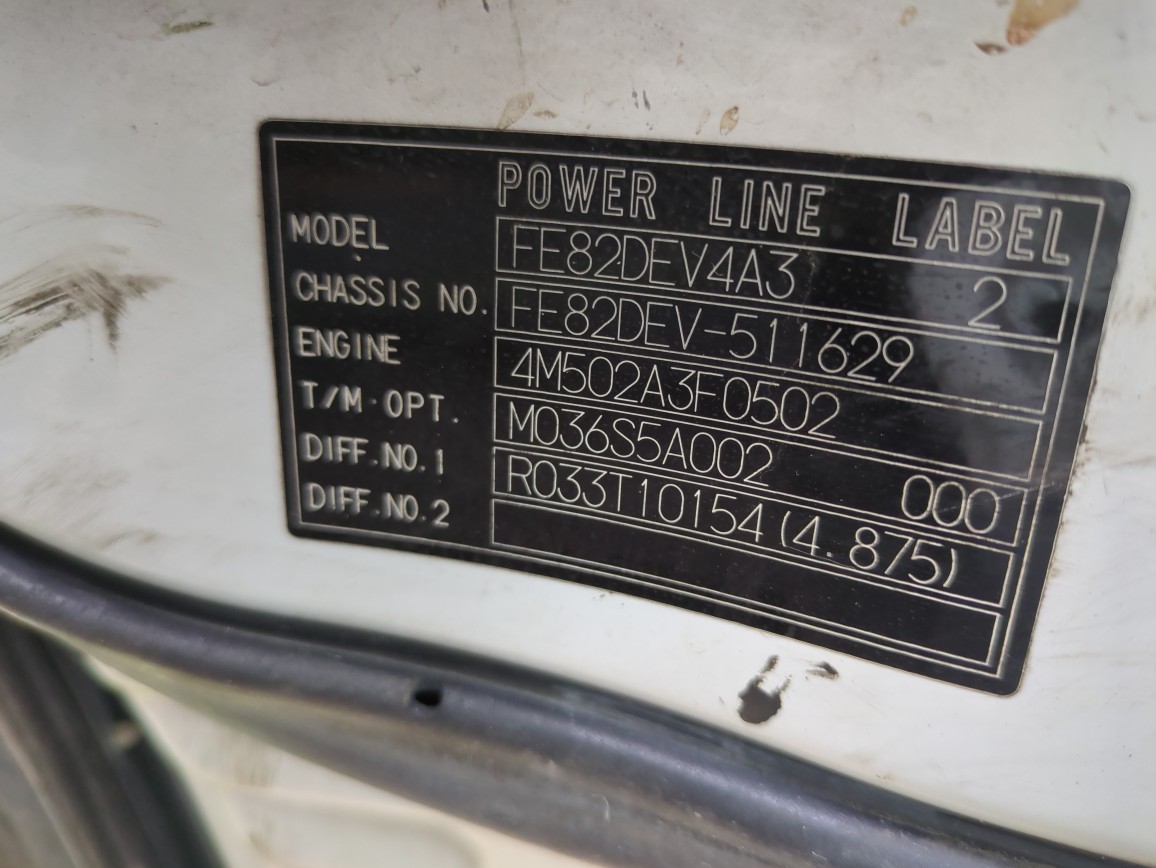 POWER LINE LABEL
MODEL FE82DEV4A3 2
CHASSIS NO. FE82DEV-511629
ENGINE 4M502A3F0502
T/M OPT. M036S5A002 000
DIFF.NO.1 R033T10154(4.875)
DIFF.NO.2